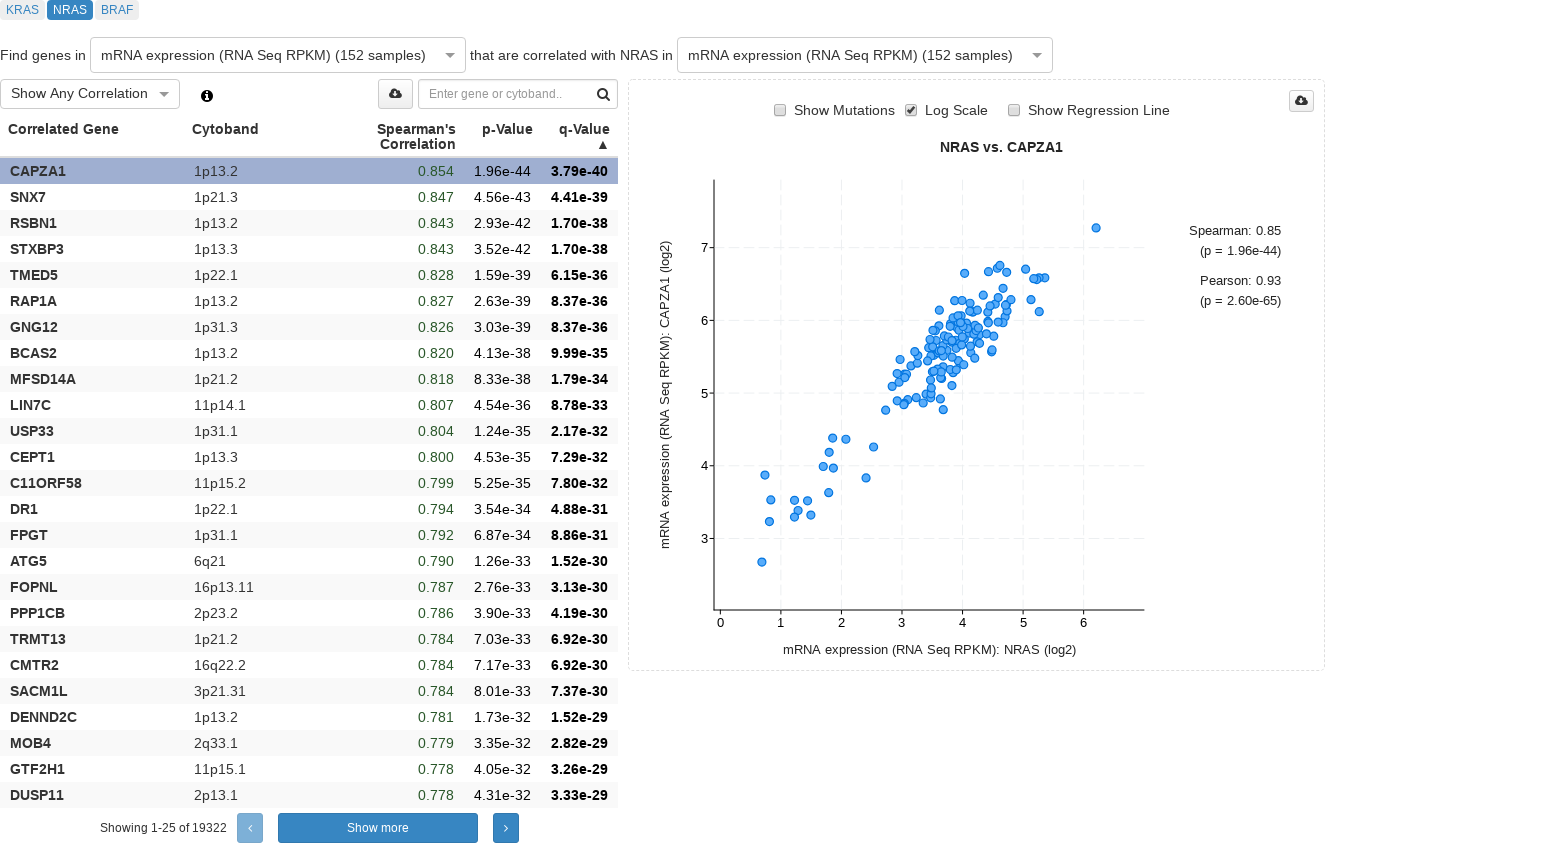 KRAS NRAS BRAF
Find genes in mRNA expression (RNA Seq RPKM) (152 samples) that are correlated with NRAS in mRNA expression (RNA Seq RPKM) (152 samples)
Show Any Correlation Enter gene or cytoband..
Correlated Gene Cytoband Spearman's Correlation p-Value q-Value ▲
CAPZA1 1p13.2 0.854 1.96e-44 3.79e-40
SNX7 1p21.3 0.847 4.56e-43 4.41e-39
RSBN1 1p13.2 0.843 2.93e-42 1.70e-38
STXBP3 1p13.3 0.843 3.52e-42 1.70e-38
TMED5 1p22.1 0.828 1.59e-39 6.15e-36
RAP1A 1p13.2 0.827 2.63e-39 8.37e-36
GNG12 1p31.3 0.826 3.03e-39 8.37e-36
BCAS2 1p13.2 0.820 4.13e-38 9.99e-35
MFSD14A 1p21.2 0.818 8.33e-38 1.79e-34
LIN7C 11p14.1 0.807 4.54e-36 8.78e-33
USP33 1p31.1 0.804 1.24e-35 2.17e-32
CEPT1 1p13.3 0.800 4.53e-35 7.29e-32
C11ORF58 11p15.2 0.799 5.25e-35 7.80e-32
DR1 1p22.1 0.794 3.54e-34 4.88e-31
FPGT 1p31.1 0.792 6.87e-34 8.86e-31
ATG5 6q21 0.790 1.26e-33 1.52e-30
FOPNL 16p13.11 0.787 2.76e-33 3.13e-30
PPP1CB 2p23.2 0.786 3.90e-33 4.19e-30
TRMT13 1p21.2 0.784 7.03e-33 6.92e-30
CMTR2 16q22.2 0.784 7.17e-33 6.92e-30
SACM1L 3p21.31 0.784 8.01e-33 7.37e-30
DENND2C 1p13.2 0.781 1.73e-32 1.52e-29
MOB4 2q33.1 0.779 3.35e-32 2.82e-29
GTF2H1 11p15.1 0.778 4.05e-32 3.26e-29
DUSP11 2p13.1 0.778 4.31e-32 3.33e-29
Showing 1-25 of 19322 Show more
Show Mutations Log Scale Show Regression Line
NRAS vs. CAPZA1
Spearman: 0.85
(p = 1.96e-44)
Pearson: 0.93
(p = 2.60e-65)
mRNA expression (RNA Seq RPKM): CAPZA1 (log2)
7
6
5
4
3
0 1 2 3 4 5 6
mRNA expression (RNA Seq RPKM): NRAS (log2)